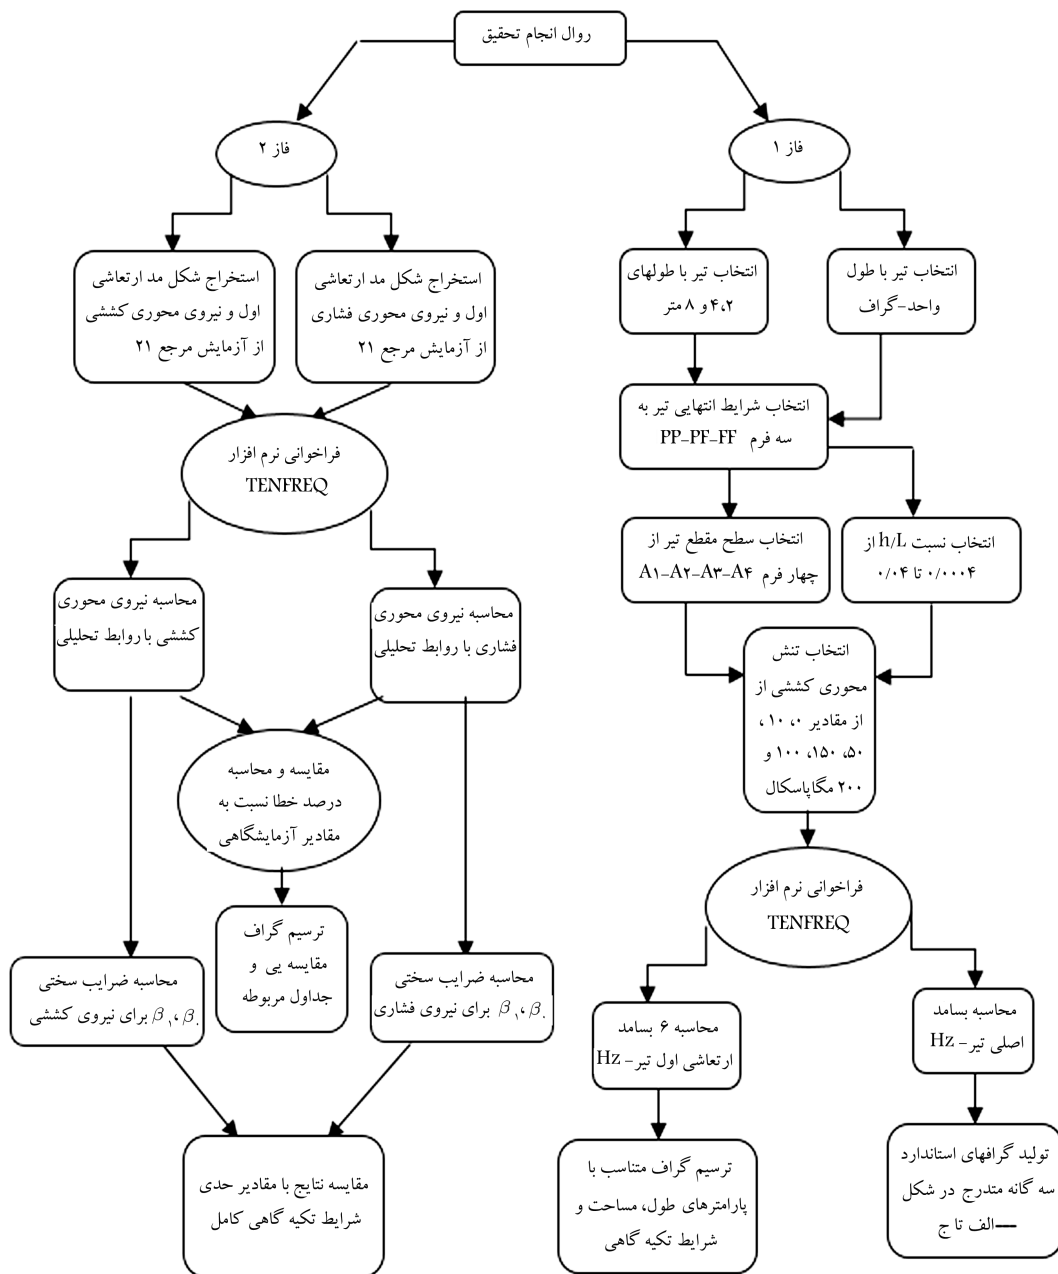 روال انجام تحقیق
فاز ۱
فاز ۲
انتخاب تیر با طول
واحد-گراف
انتخاب تیر با طولهای
۴،۲ و ۸ متر
انتخاب شرایط انتهایی تیر به
سه فرم PP-PF-FF
انتخاب نسبت h/L از
۰/۰۰۰۴ تا ۰/۰۴
انتخاب سطح مقطع تیر از
چهار فرم A۱-A۲-A۳-A۴
انتخاب تنش
محوری کششی از
از مقادیر ۰، ۱۰،
۵۰، ۱۵۰، ۱۰۰ و
۲۰۰ مگاپاسکال
فراخوانی نرم افزار
TENFREQ
محاسبه بسامد
اصلی تیر- Hz
محاسبه ۶ بسامد
ارتعاشی اول تیر- Hz
تولید گرافهای استاندارد
سه گانه متدرج در شکل
—الف تا ج
ترسیم گراف متناسب با
پارامترهای طول، مساحت و
شرایط تکیه گاهی
استخراج شکل مد ارتعاشی
اول و نیروی محوری فشاری
از آزمایش مرجع ۲۱
استخراج شکل مد ارتعاشی
اول و نیروی محوری کششی
از آزمایش مرجع ۲۱
فراخوانی نرم افزار
TENFREQ
محاسبه نیروی محوری
فشاری با روابط تحلیلی
محاسبه نیروی محوری
کششی با روابط تحلیلی
مقایسه و محاسبه
درصد خطا نسبت به
مقادیر آزمایشگاهی
ترسیم گراف
مقایسه یی و
جداول مربوطه
محاسبه ضرایب سختی
β۰، β۱ برای نیروی فشاری
محاسبه ضرایب سختی
β۰، β۱ برای نیروی کششی
مقایسه نتایج با مقادیر حدی
شرایط تکیه گاهی کامل